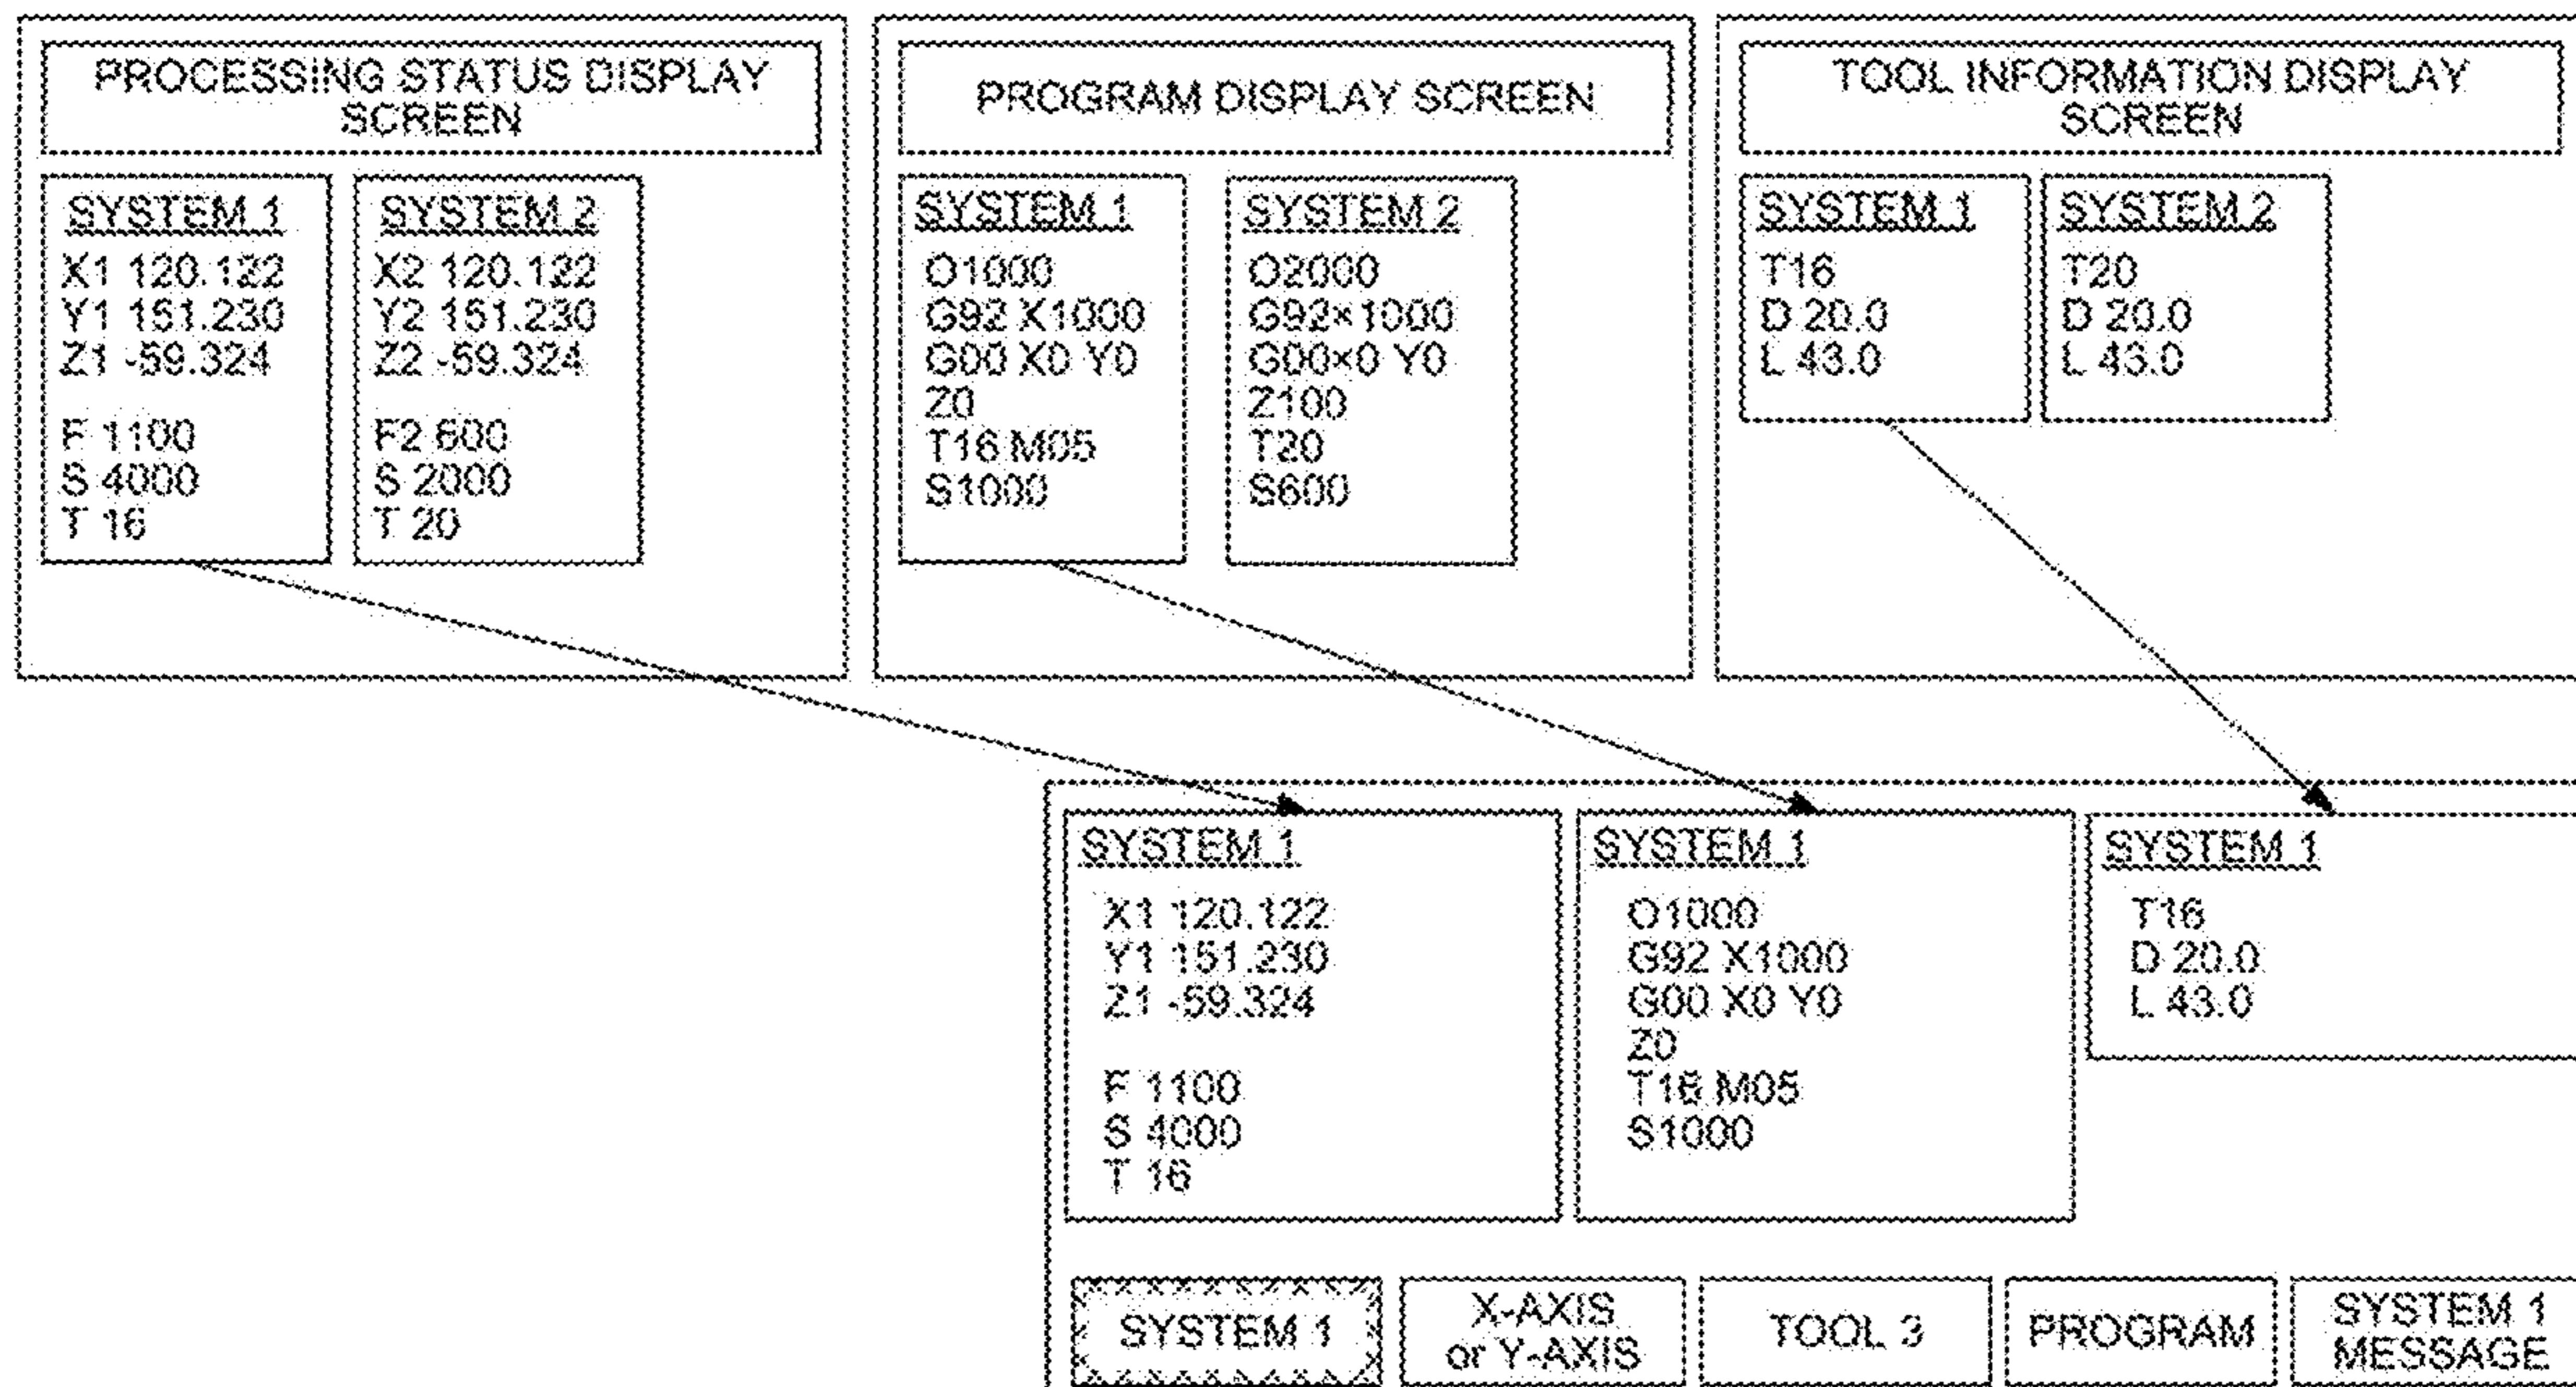 PROCESSING STATUS DISPLAY
SCREEN
SYSTEM 1
X1 120.122
Y1 151.230
Z1 -59.324
F 1100
S 4000
T 16
SYSTEM 2
X2 120.122
Y2 151.230
Z2 -59.324
F2 600
S 2000
T 20
PROGRAM DISPLAY SCREEN
SYSTEM 1
O1000
G92 X1000
G00 X0 Y0
Z0
T16 M05
S1000
SYSTEM 2
O2000
G92×1000
G00×0 Y0
Z100
T20
S600
TOOL INFORMATION DISPLAY
SCREEN
SYSTEM 1
T16
D 20.0
L 43.0
SYSTEM 2
T20
D 20.0
L 43.0
SYSTEM 1
X1 120.122
Y1 151.230
Z1 -59.324
F 1100
S 4000
T 16
SYSTEM 1
O1000
G92 X1000
G00 X0 Y0
Z0
T16 M05
S1000
SYSTEM 1
T16
D 20.0
L 43.0
SYSTEM 1
X-AXIS
or Y-AXIS
TOOL 3
PROGRAM
SYSTEM 1
MESSAGE